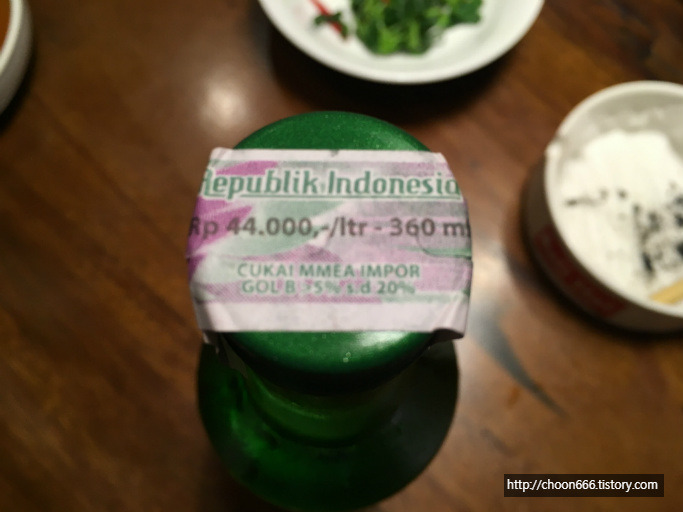 Republik Indonesia
Rp 44.000,-/ltr - 360 ml
CUKAI MMEA IMPOR
GOL B >5% s.d 20%
http://choon666.tistory.com